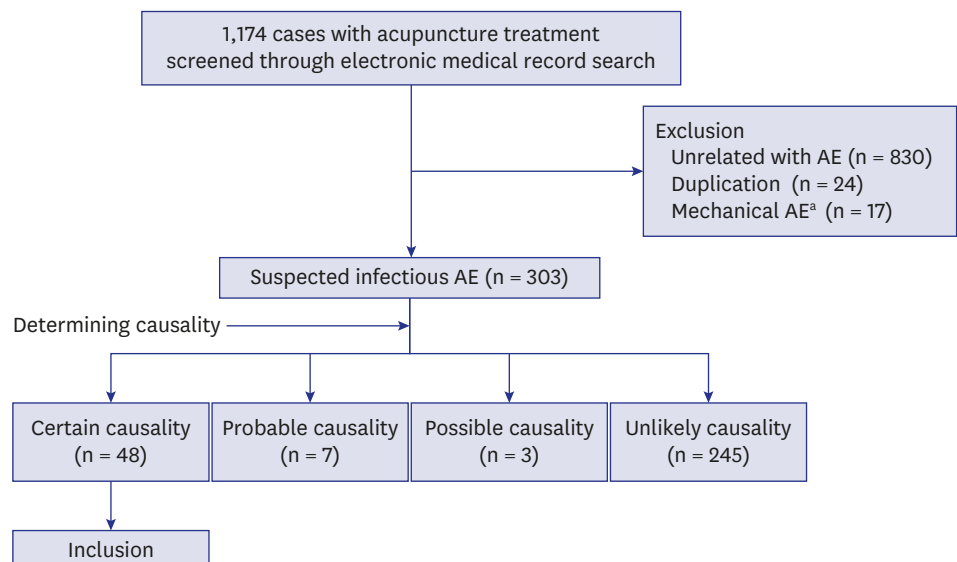 1,174 cases with acupuncture treatment
screened through electronic medical record search
Exclusion
Unrelated with AE (n = 830)
Duplication (n = 24)
Mechanical AEᵃ (n = 17)
Suspected infectious AE (n = 303)
Determining causality
Certain causality
(n = 48)
Probable causality
(n = 7)
Possible causality
(n = 3)
Unlikely causality
(n = 245)
Inclusion